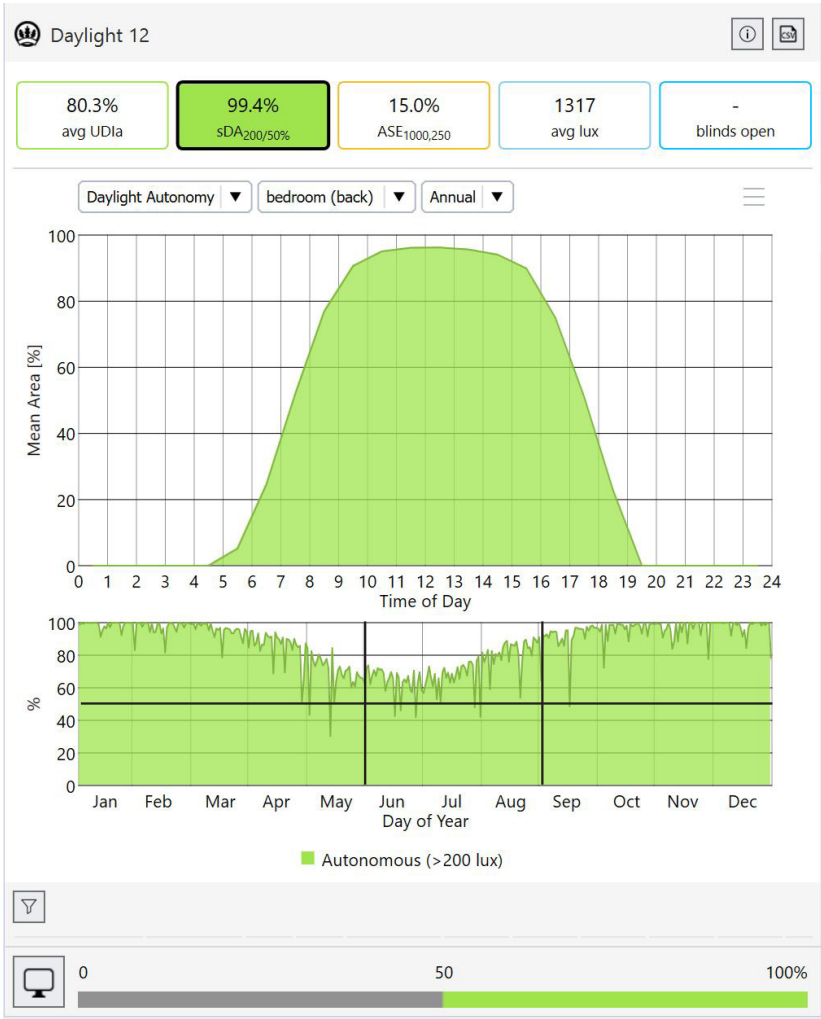 Daylight 12
CSV
80.3% 99.4% 15.0% 1317 -
avg UDIa sDA200/50% ASE1000,250 avg lux blinds open
Daylight Autonomy ▼ bedroom (back) ▼ Annual ▼
100
80
60
40
20
0
Mean Area [%]
0 1 2 3 4 5 6 7 8 9 10 11 12 13 14 15 16 17 18 19 20 21 22 23 24
Time of Day
100
80
60
40
20
0
%
Jan Feb Mar Apr May Jun Jul Aug Sep Oct Nov Dec
Day of Year
Autonomous (>200 lux)
0 50 100%